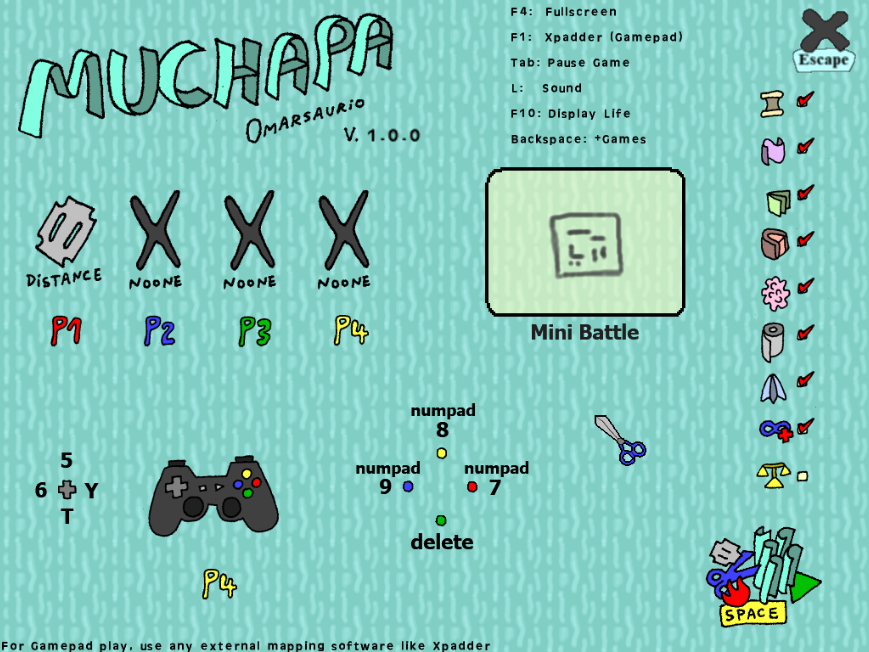 MUCHAPA
OMARSAURIO
V. 1.0.0
F4: Fullscreen
F1: Xpadder (Gamepad)
Tab: Pause Game
L: Sound
F10: Display Life
Backspace: +Games
Escape
DISTANCE
NOONE
NOONE
NOONE
P1
P2
P3
P4
Mini Battle
5
6
Y
T
numpad
8
numpad
9
numpad
7
delete
P4
SPACE
For Gamepad play, use any external mapping software like Xpadder